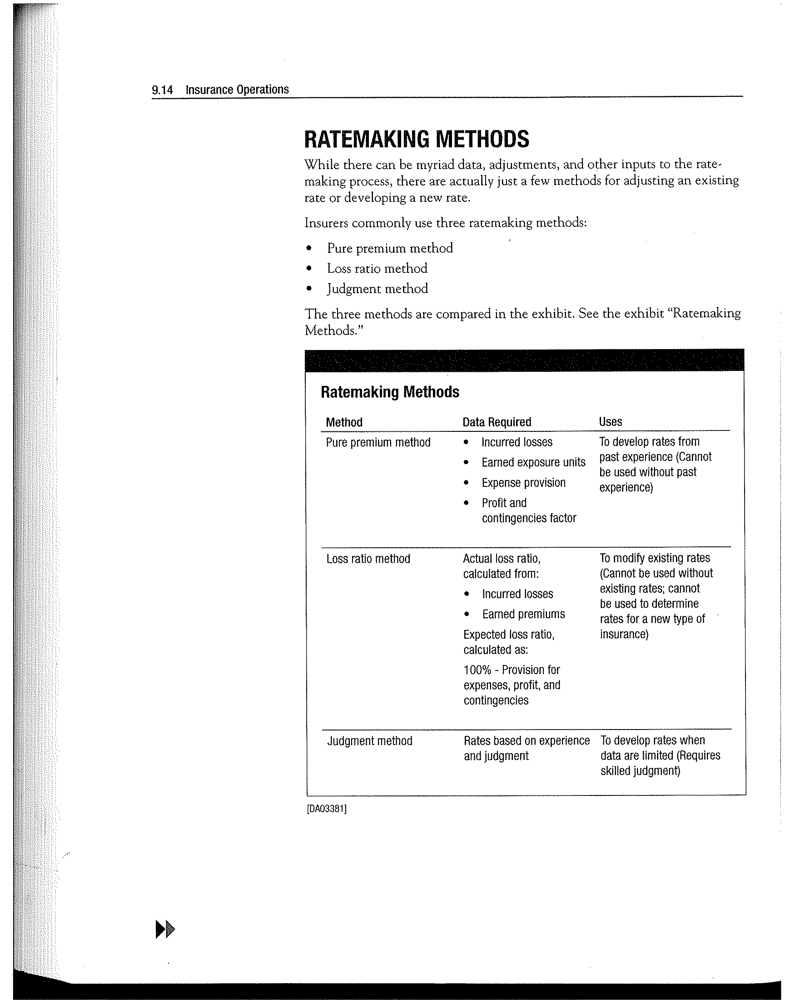 9.14 Insurance Operations
RATEMAKING METHODS
While there can be myriad data, adjustments, and other inputs to the rate-
making process, there are actually just a few methods for adjusting an existing
rate or developing a new rate.
Insurers commonly use three ratemaking methods:
• Pure premium method
• Loss ratio method
• Judgment method
The three methods are compared in the exhibit. See the exhibit “Ratemaking
Methods.”
Ratemaking Methods
Method Data Required Uses
Pure premium method
• Incurred losses
• Earned exposure units
• Expense provision
• Profit and
contingencies factor
To develop rates from
past experience (Cannot
be used without past
experience)
Loss ratio method
Actual loss ratio,
calculated from:
• Incurred losses
• Earned premiums
Expected loss ratio,
calculated as:
100% - Provision for
expenses, profit, and
contingencies
To modify existing rates
(Cannot be used without
existing rates; cannot
be used to determine
rates for a new type of
insurance)
Judgment method
Rates based on experience
and judgment
To develop rates when
data are limited (Requires
skilled judgment)
[DA03381]